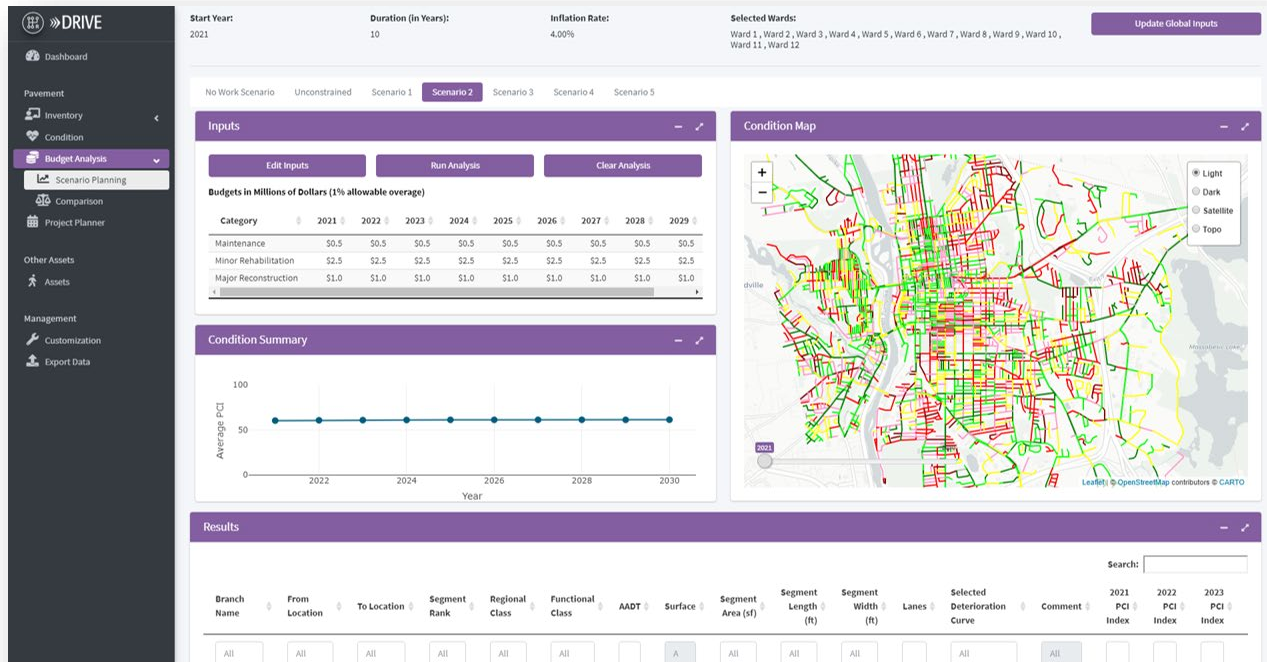 »DRIVE
Dashboard
Pavement
Inventory
Condition
Budget Analysis
Scenario Planning
Comparison
Project Planner
Other Assets
Assets
Management
Customization
Export Data
Start Year:
2021
Duration (in Years):
10
Inflation Rate:
4.00%
Selected Wards:
Ward 1 , Ward 2 , Ward 3 , Ward 4 , Ward 5 , Ward 6 , Ward 7 , Ward 8 , Ward 9 , Ward 10 ,
Ward 11 , Ward 12
Update Global Inputs
No Work Scenario Unconstrained Scenario 1 Scenario 2 Scenario 3 Scenario 4 Scenario 5
Inputs
Edit Inputs Run Analysis Clear Analysis
Budgets in Millions of Dollars (1% allowable overage)
Category 2021 2022 2023 2024 2025 2026 2027 2028 2029
Maintenance $0.5 $0.5 $0.5 $0.5 $0.5 $0.5 $0.5 $0.5 $0.5
Minor Rehabilitation $2.5 $2.5 $2.5 $2.5 $2.5 $2.5 $2.5 $2.5 $2.5
Major Reconstruction $1.0 $1.0 $1.0 $1.0 $1.0 $1.0 $1.0 $1.0 $1.0
Condition Summary
100
50
0
Average PCI
2022 2024 2026 2028 2030
Year
Condition Map
+
−
Light
Dark
Satellite
Topo
dville
Massabesic Lake
2021
Leaflet | © OpenStreetMap contributors © CARTO
Results
Search:
Branch Name
From Location
To Location
Segment Rank
Regional Class
Functional Class
AADT
Surface
Segment Area (sf)
Segment Length (ft)
Segment Width (ft)
Lanes
Selected Deterioration Curve
Comment
2021 PCI Index
2022 PCI Index
2023 PCI Index
All All All All All All A All All All All All